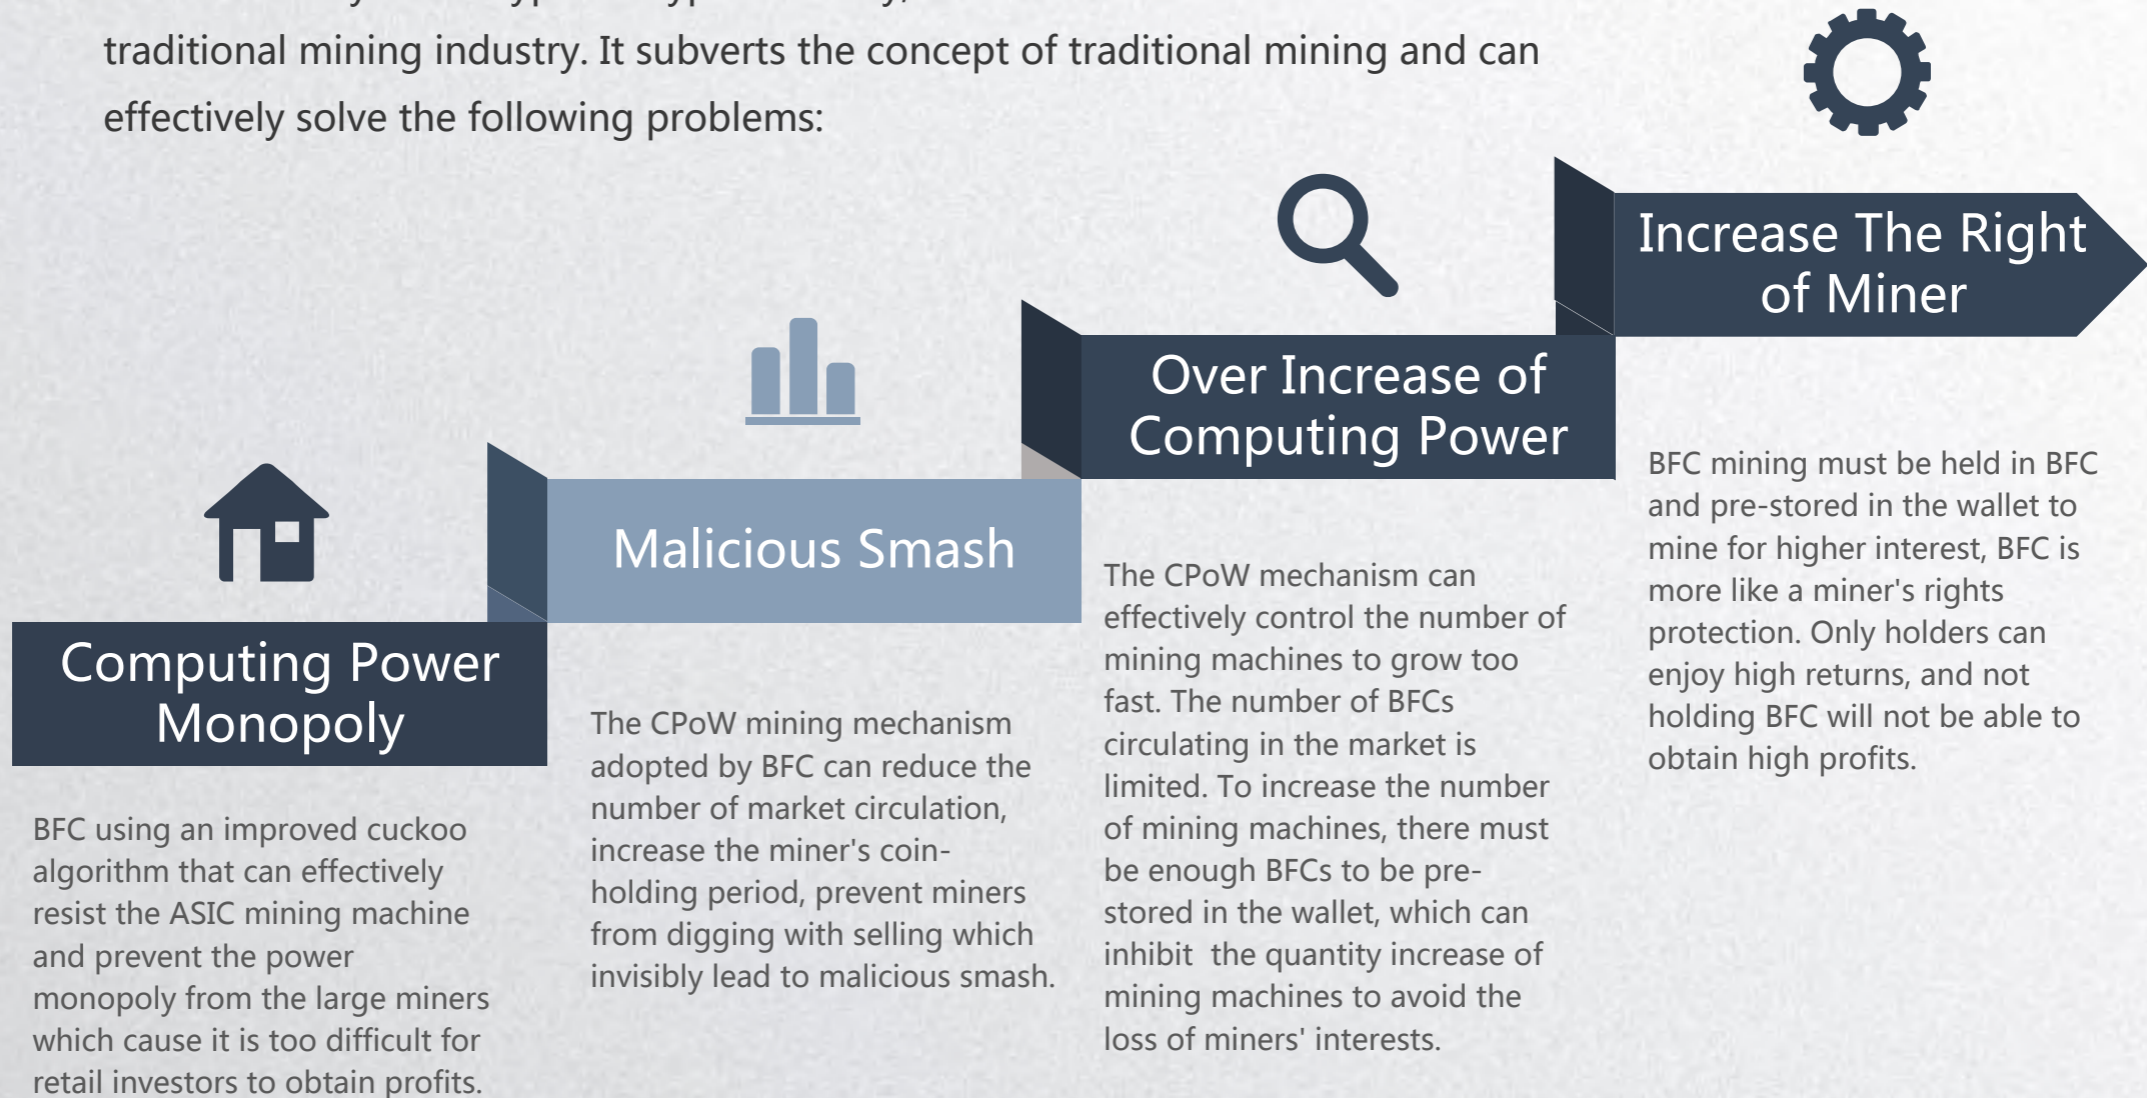 traditional mining industry. It subverts the concept of traditional mining and can
effectively solve the following problems:
Computing Power
Monopoly
BFC using an improved cuckoo
algorithm that can effectively
resist the ASIC mining machine
and prevent the power
monopoly from the large miners
which cause it is too difficult for
retail investors to obtain profits.
Malicious Smash
The CPoW mining mechanism
adopted by BFC can reduce the
number of market circulation,
increase the miner's coin-
holding period, prevent miners
from digging with selling which
invisibly lead to malicious smash.
Over Increase of
Computing Power
The CPoW mechanism can
effectively control the number of
mining machines to grow too
fast. The number of BFCs
circulating in the market is
limited. To increase the number
of mining machines, there must
be enough BFCs to be pre-
stored in the wallet, which can
inhibit  the quantity increase of
mining machines to avoid the
loss of miners' interests.
Increase The Right
of Miner
BFC mining must be held in BFC
and pre-stored in the wallet to
mine for higher interest, BFC is
more like a miner's rights
protection. Only holders can
enjoy high returns, and not
holding BFC will not be able to
obtain high profits.